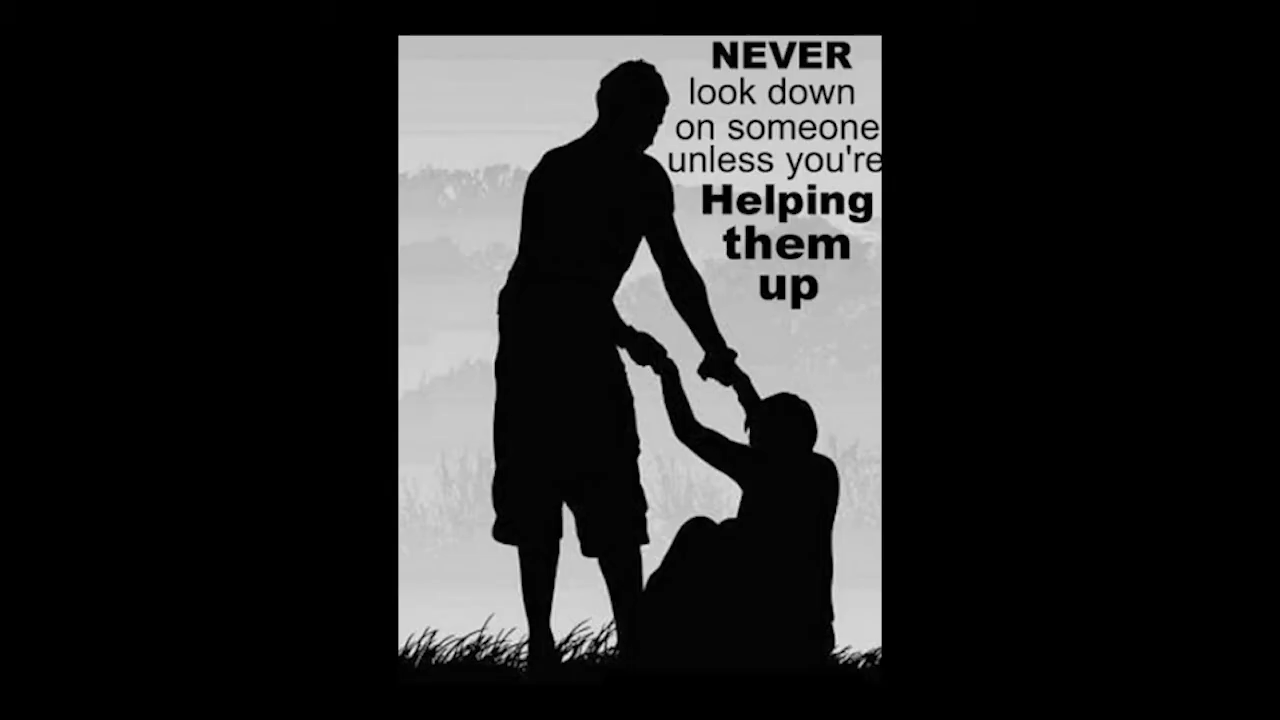 NEVER
look down
on someone
unless you're
Helping
them
up